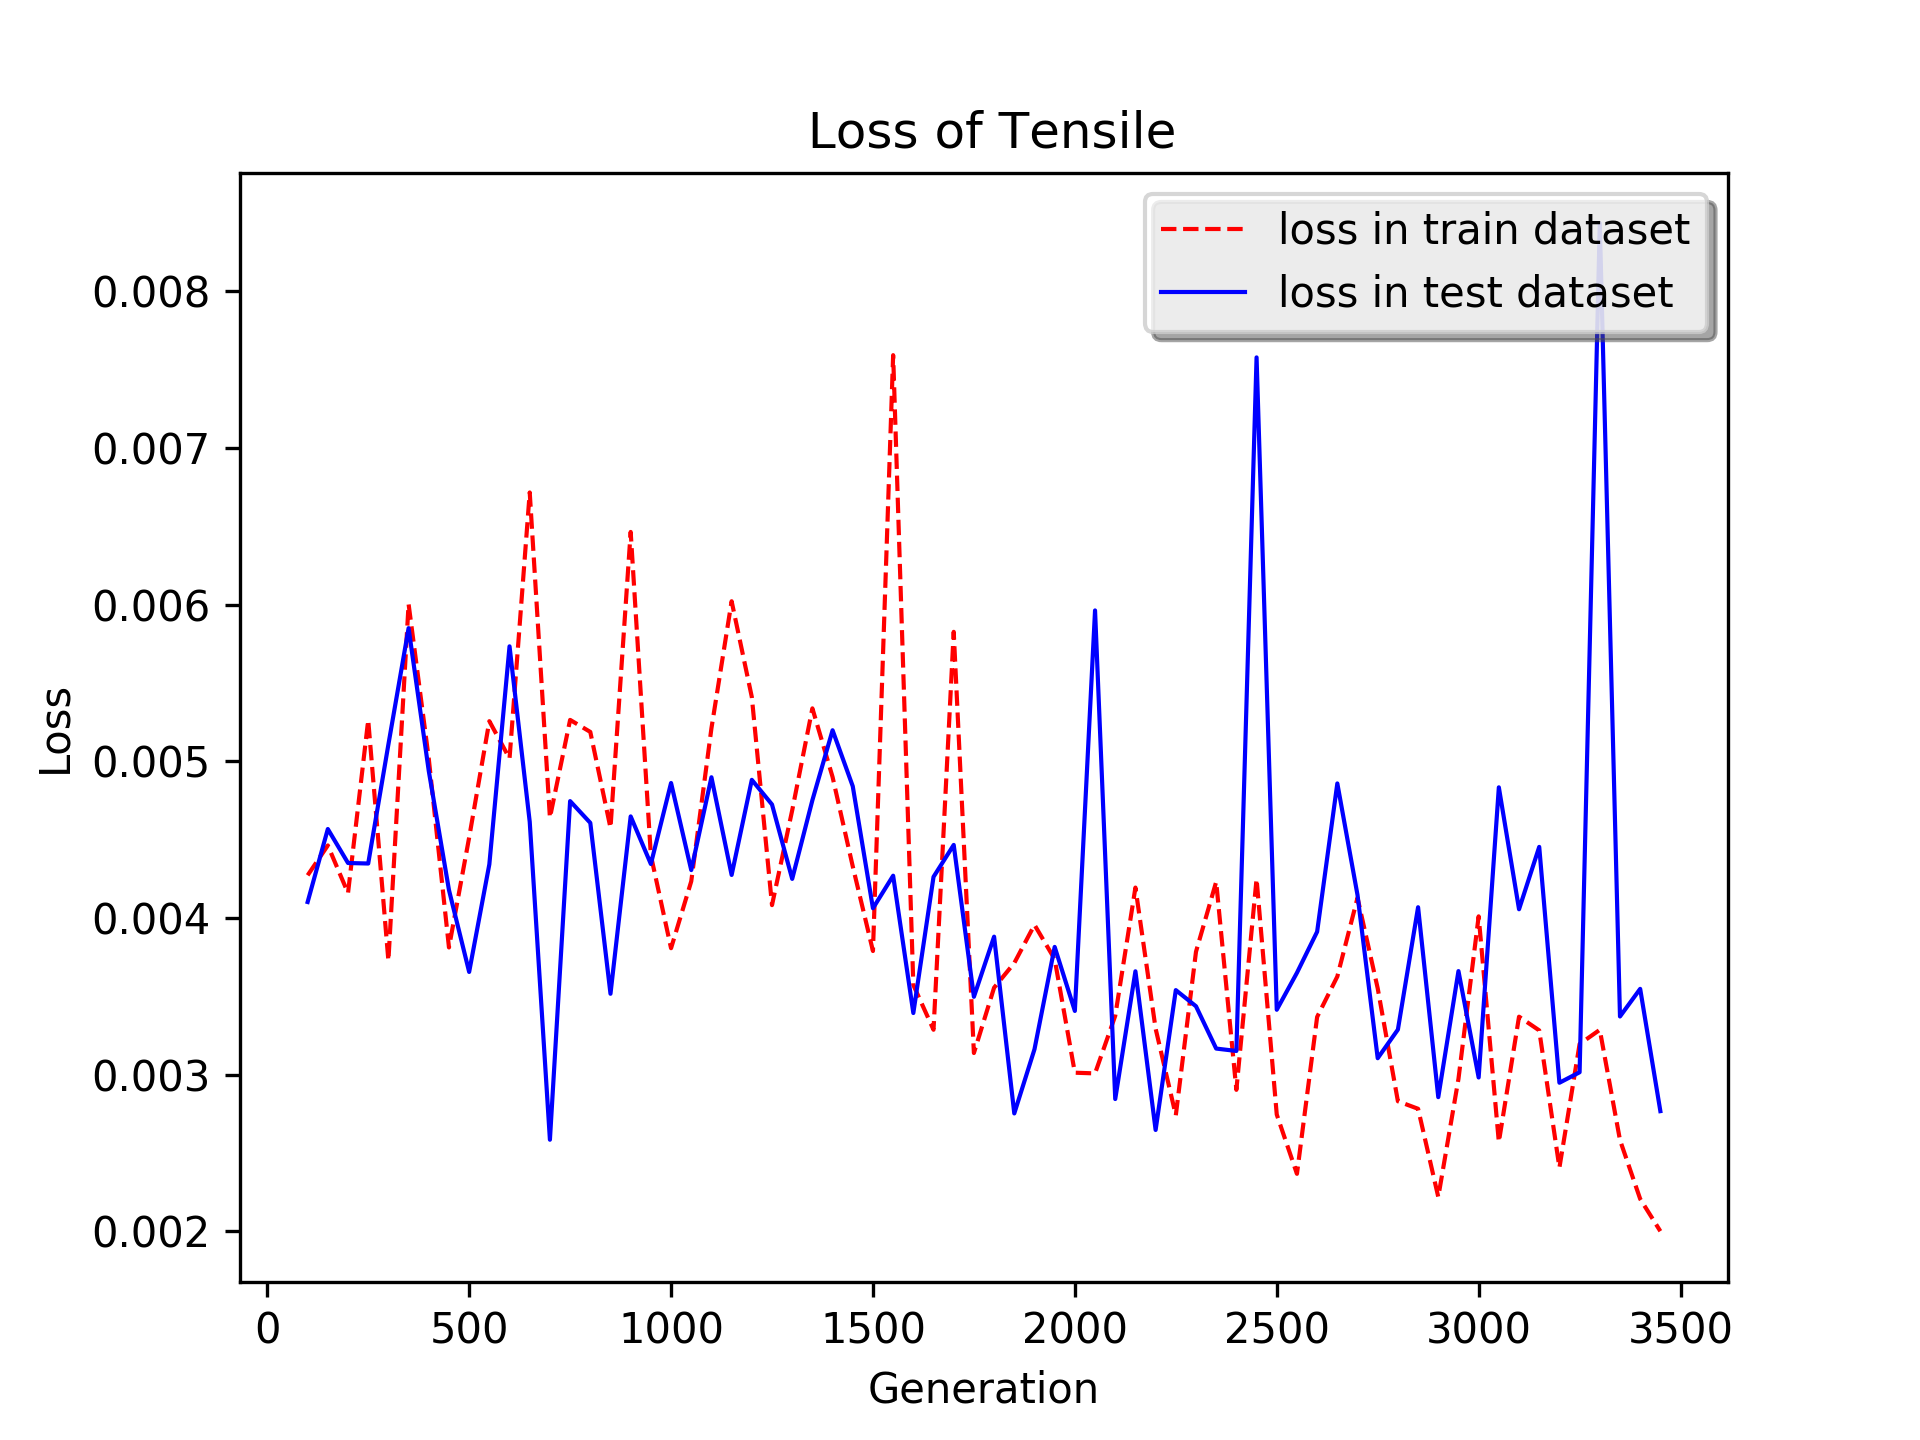 Loss of Tensile
loss in train dataset
loss in test dataset
0.008
0.007
0.006
0.005
0.004
0.003
0.002
Loss
0 500 1000 1500 2000 2500 3000 3500
Generation